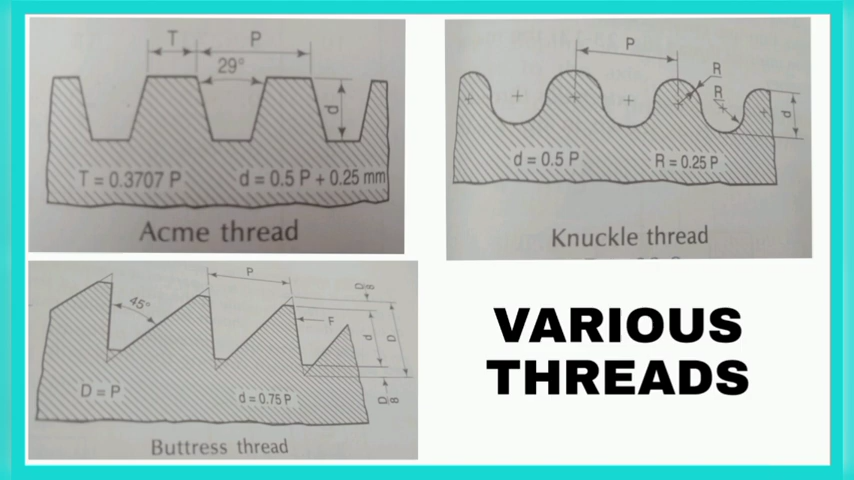 T
P
29°
d
T = 0.3707 P
d = 0.5 P + 0.25 mm
Acme thread
P
R
R
d
d = 0.5 P
R = 0.25 P
Knuckle thread
P
45°
D/8
F
d
D
D = P
d = 0.75 P
D/8
Buttress thread
VARIOUS
THREADS